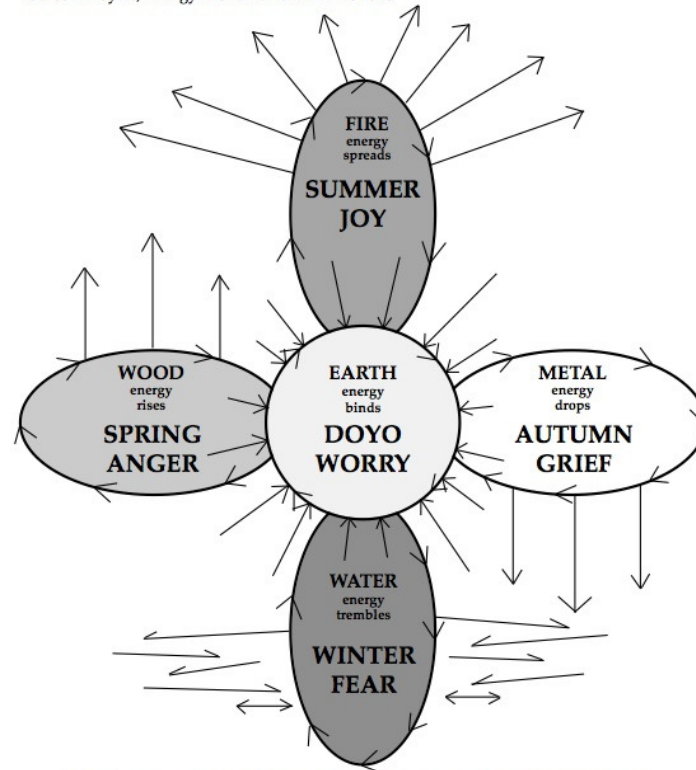 FIRE
energy
spreads
SUMMER
JOY
WOOD
energy
rises
SPRING
ANGER
EARTH
energy
binds
DOYO
WORRY
METAL
energy
drops
AUTUMN
GRIEF
WATER
energy
trembles
WINTER
FEAR